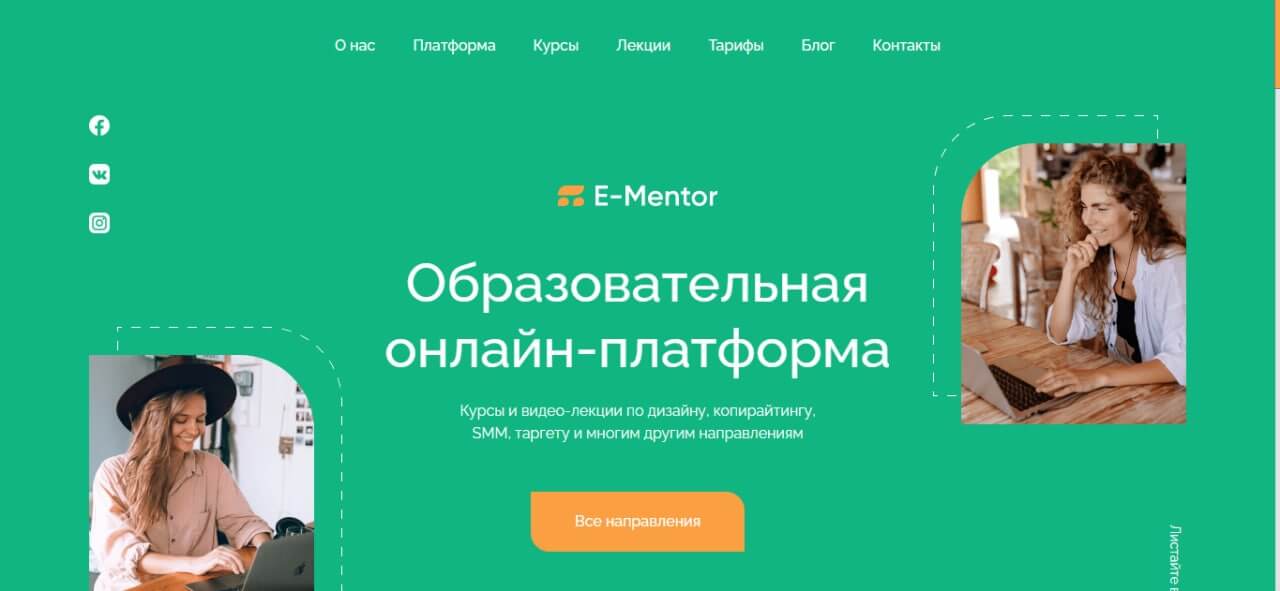 О нас Платформа Курсы Лекции Тарифы Блог Контакты
E-Mentor
Образовательная
онлайн-платформа
Курсы и видео-лекции по дизайну, копирайтингу,
SMM, таргету и многим другим направлениям
Все направления
Листайте